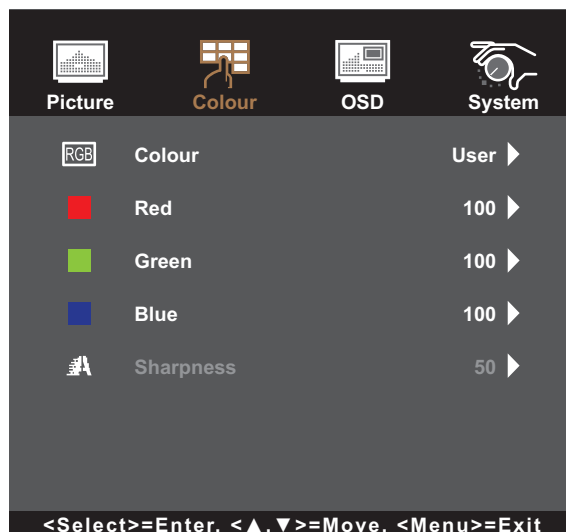 Picture Colour OSD System
RGB Colour User
Red 100
Green 100
Blue 100
Sharpness 50
<Select>=Enter, <▲,▼>=Move, <Menu>=Exit